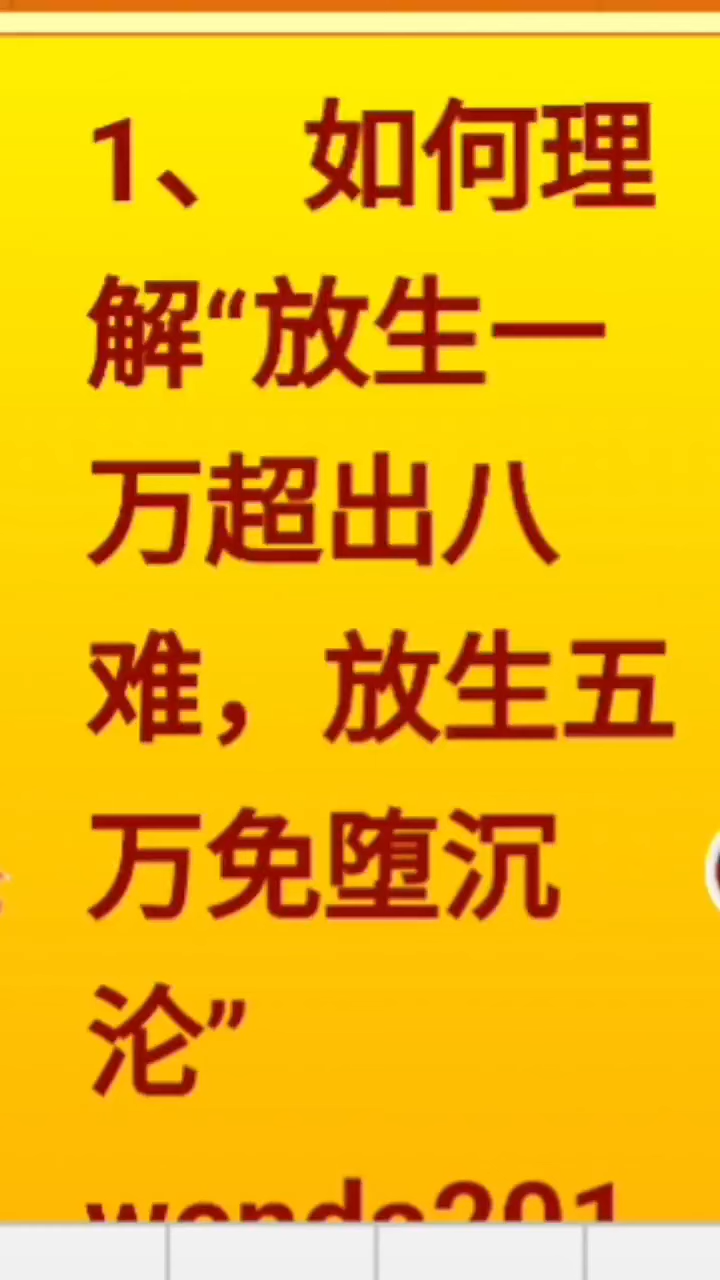 1、 如何理
解“放生一
万超出八
难，放生五
万免堕沉
沦”